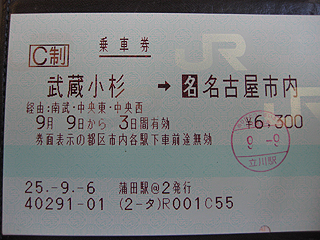 C制 乗車券
武蔵小杉 → 名 名古屋市内
経由:南武・中央東・中央西
9月 9日から 3日間有効 ¥6,300
券面表示の都区市内各駅下車前途無効
9.-9
立川駅
25.-9.-6 蒲田駅@2発行
40291-01 (2-タ)R001C55
JR
JR